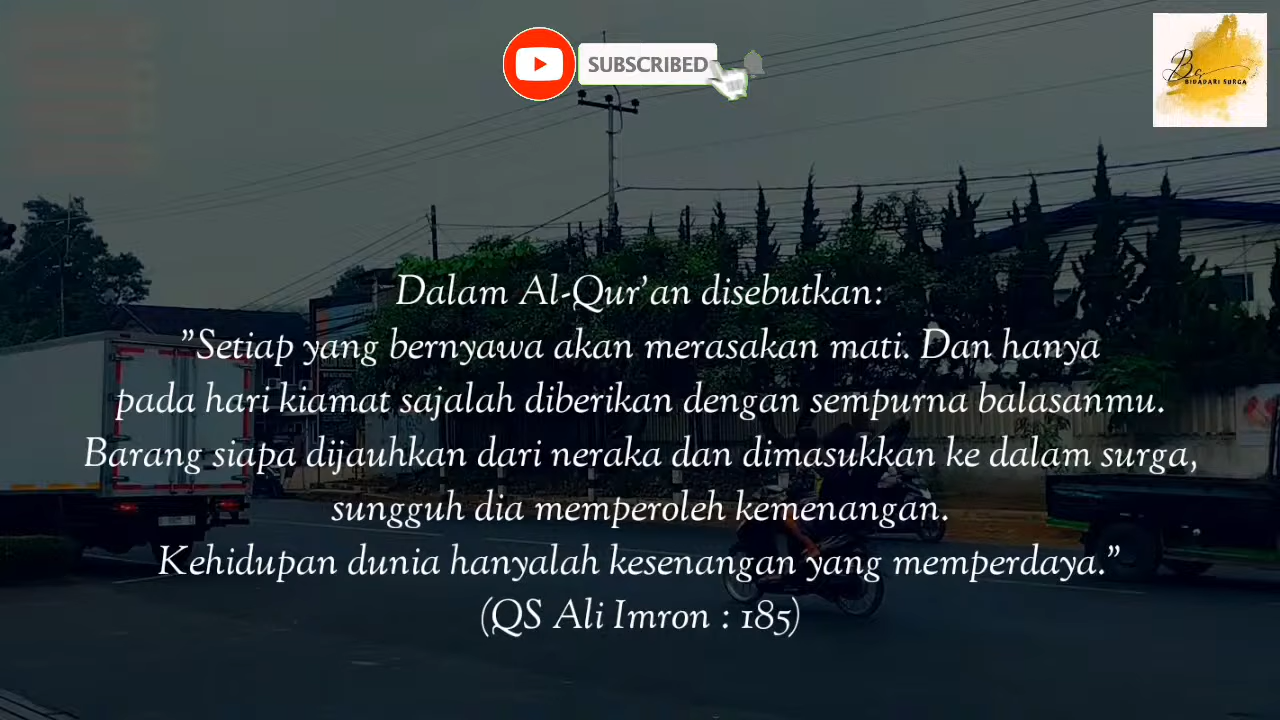 SUBSCRIBED
Bs
BIDADARI SURGA
Dalam Al-Qur'an disebutkan:
"Setiap yang bernyawa akan merasakan mati. Dan hanya
pada hari kiamat sajalah diberikan dengan sempurna balasanmu.
Barang siapa dijauhkan dari neraka dan dimasukkan ke dalam surga,
sungguh dia memperoleh kemenangan.
Kehidupan dunia hanyalah kesenangan yang memperdaya."
(QS Ali Imron : 185)